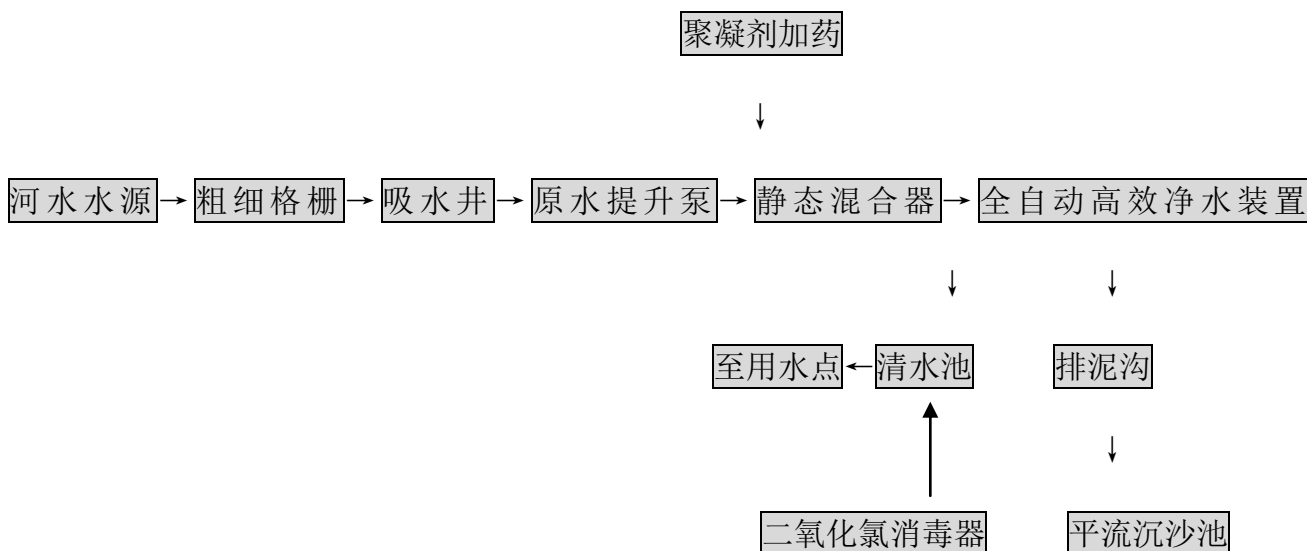 聚凝剂加药
↓
河水水源→粗细格栅→吸水井→原水提升泵→静态混合器→全自动高效净水装置
↓ ↓
至用水点←清水池 排泥沟
↓
二氧化氯消毒器 平流沉沙池